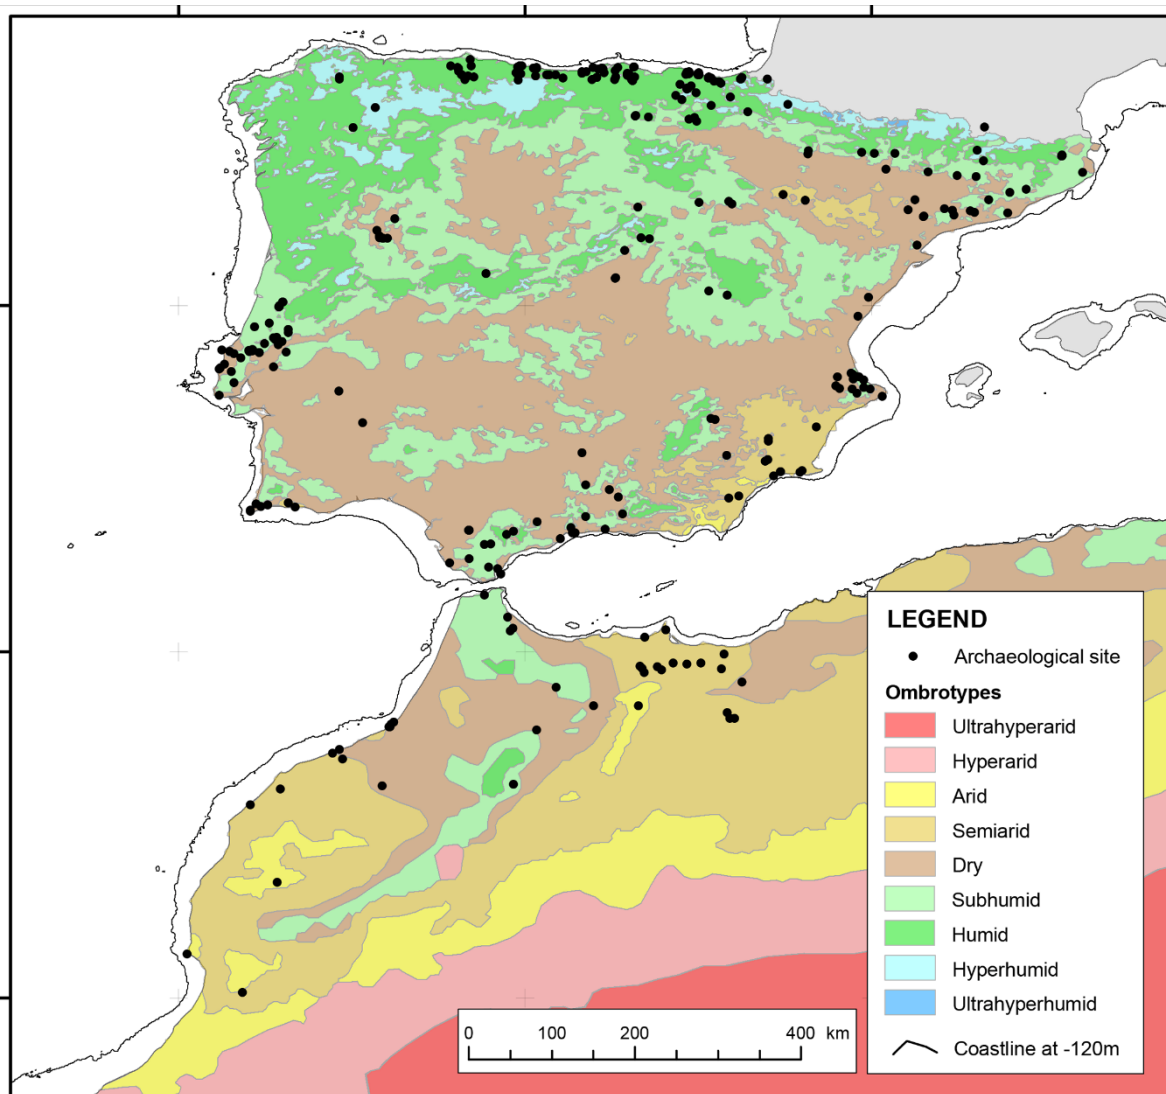 LEGEND
Archaeological site
Ombrotypes
Ultrahyperarid
Hyperarid
Arid
Semiarid
Dry
Subhumid
Humid
Hyperhumid
Ultrahyperhumid
Coastline at -120m
0 100 200 400 km